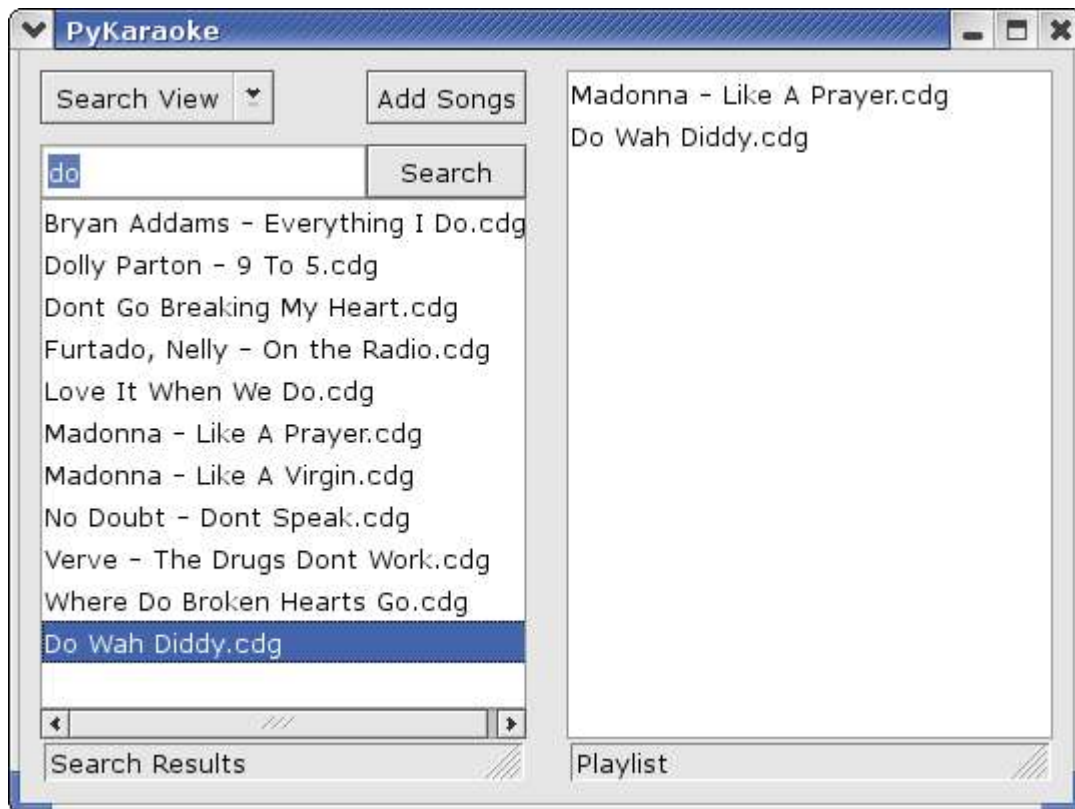 PyKaraoke
Search View
Add Songs
do
Search
Bryan Addams - Everything I Do.cdg
Dolly Parton - 9 To 5.cdg
Dont Go Breaking My Heart.cdg
Furtado, Nelly - On the Radio.cdg
Love It When We Do.cdg
Madonna - Like A Prayer.cdg
Madonna - Like A Virgin.cdg
No Doubt - Dont Speak.cdg
Verve - The Drugs Dont Work.cdg
Where Do Broken Hearts Go.cdg
Do Wah Diddy.cdg
Search Results
Madonna - Like A Prayer.cdg
Do Wah Diddy.cdg
Playlist